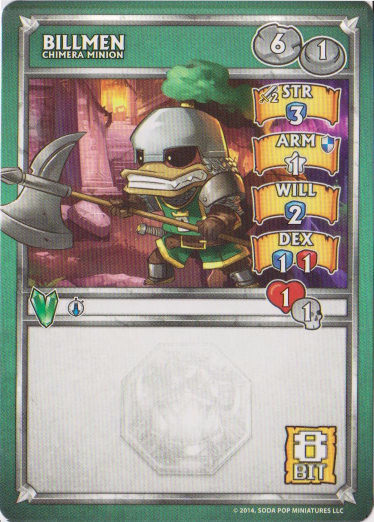 BILLMEN
CHIMERA MINION
6 1
2 STR
3
ARM
1
WILL
2
DEX
1 1
1
1
8
BIT
© 2014, SODA POP MINIATURES LLC